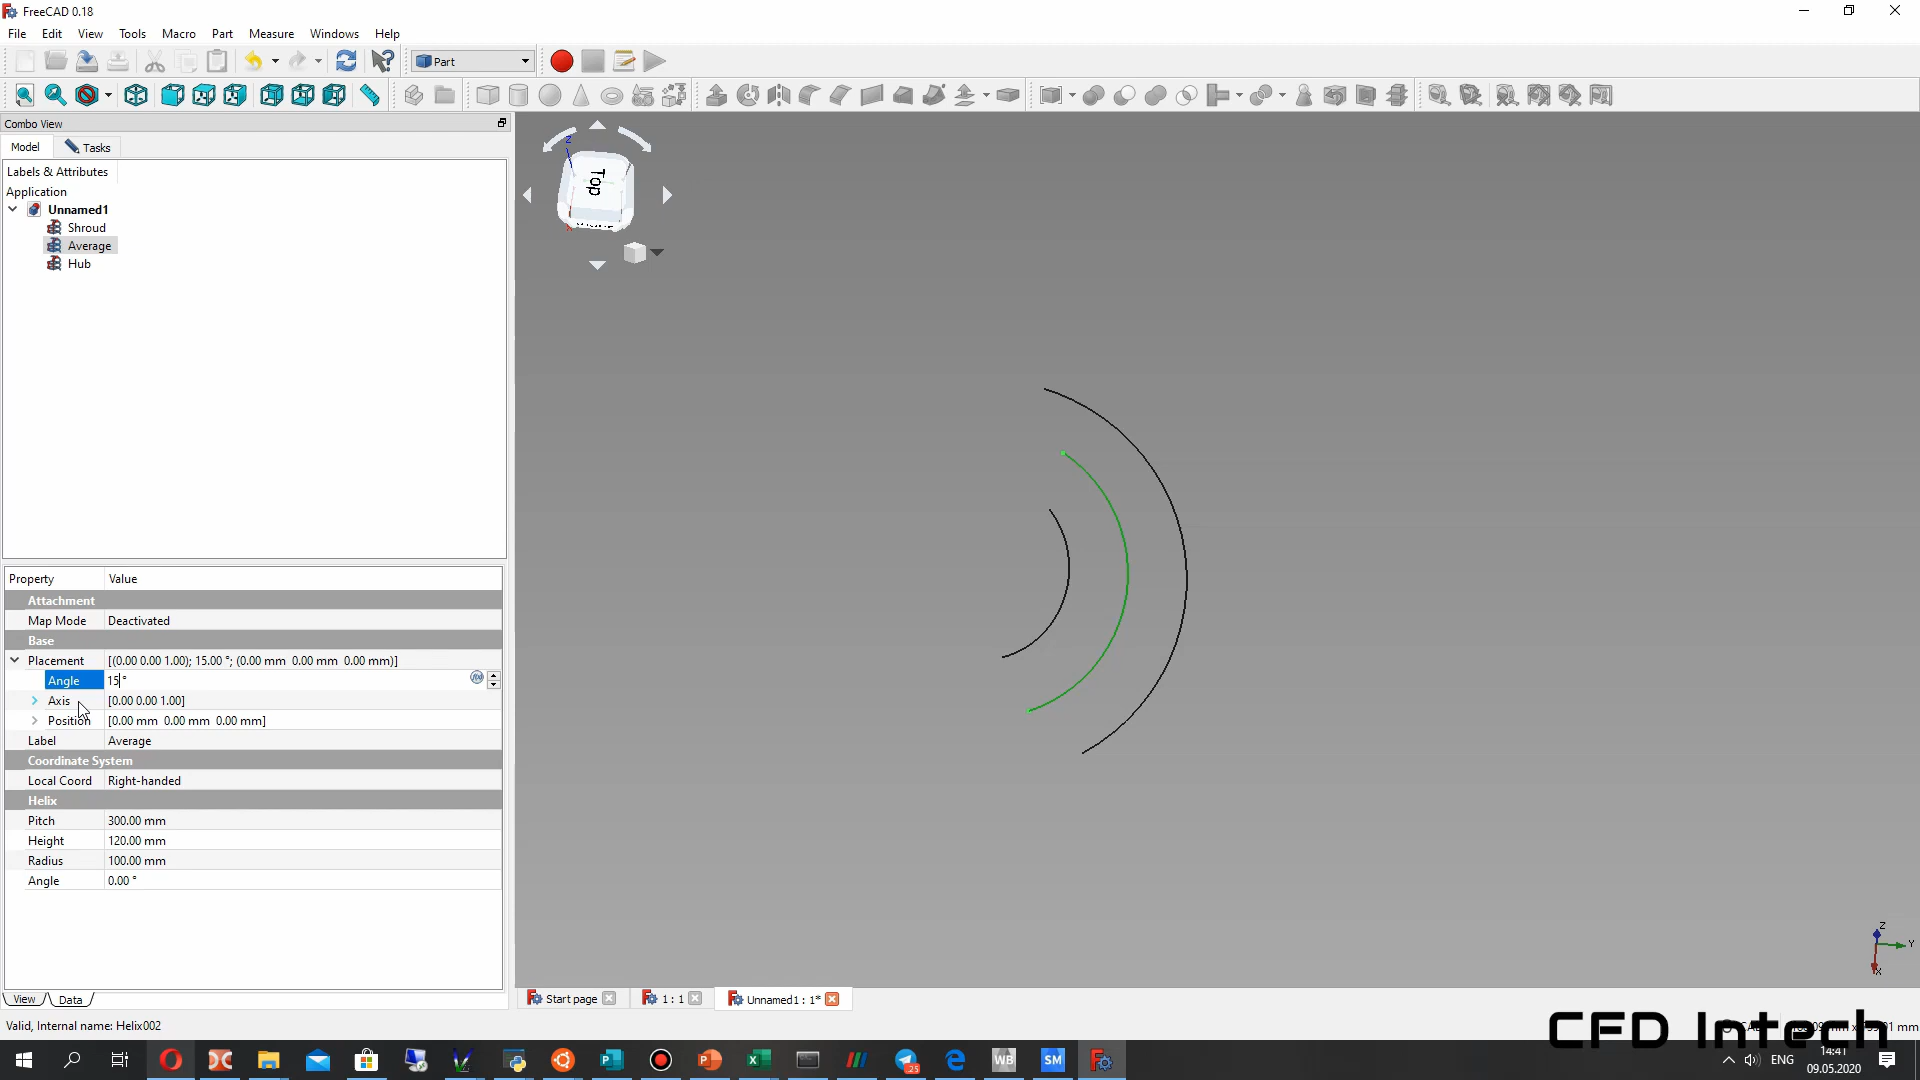 FreeCAD 0.18
File Edit View Tools Macro Part Measure Windows Help
Part
Combo View
Model Tasks
Labels & Attributes
Application
Unnamed1
Shroud
Average
Hub
Z
Top
X
Property Value
Attachment
Map Mode Deactivated
Base
Placement [(0.00 0.00 1.00); 15.00 °; (0.00 mm 0.00 mm 0.00 mm)]
Angle 15 °
Axis [0.00 0.00 1.00]
Position [0.00 mm 0.00 mm 0.00 mm]
Label Average
Coordinate System
Local Coord Right-handed
Helix
Pitch 300.00 mm
Height 120.00 mm
Radius 100.00 mm
Angle 0.00 °
Z
Y
X
View Data
Start page 1 : 1 Unnamed1 : 1*
Valid, Internal name: Helix002
CFD Intech
25 WB SM ENG 14:41
09.05.2020